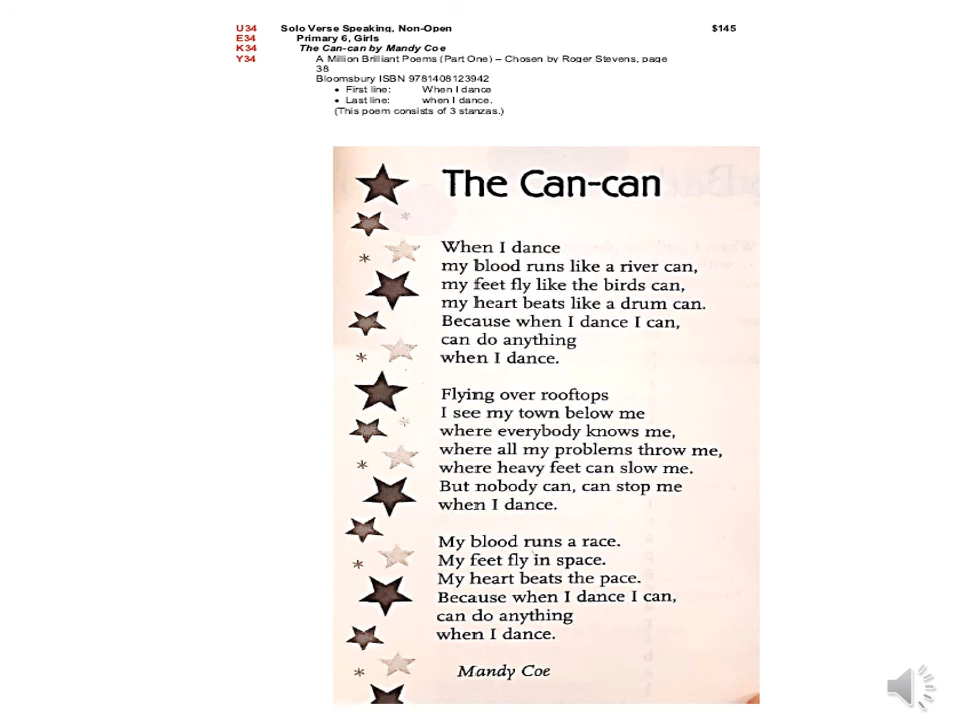 U34 Solo Verse Speaking, Non-Open $145
E34 Primary 6, Girls
K34 The Can-can by Mandy Coe
Y34 A Million Brilliant Poems (Part One) – Chosen by Roger Stevens, page
38
Bloomsbury ISBN 9781408123942
• First line: When I dance
• Last line: when I dance.
(This poem consists of 3 stanzas.)
The Can-can
When I dance
my blood runs like a river can,
my feet fly like the birds can,
my heart beats like a drum can.
Because when I dance I can,
can do anything
when I dance.
Flying over rooftops
I see my town below me
where everybody knows me,
where all my problems throw me,
where heavy feet can slow me.
But nobody can, can stop me
when I dance.
My blood runs a race.
My feet fly in space.
My heart beats the pace.
Because when I dance I can,
can do anything
when I dance.
Mandy Coe